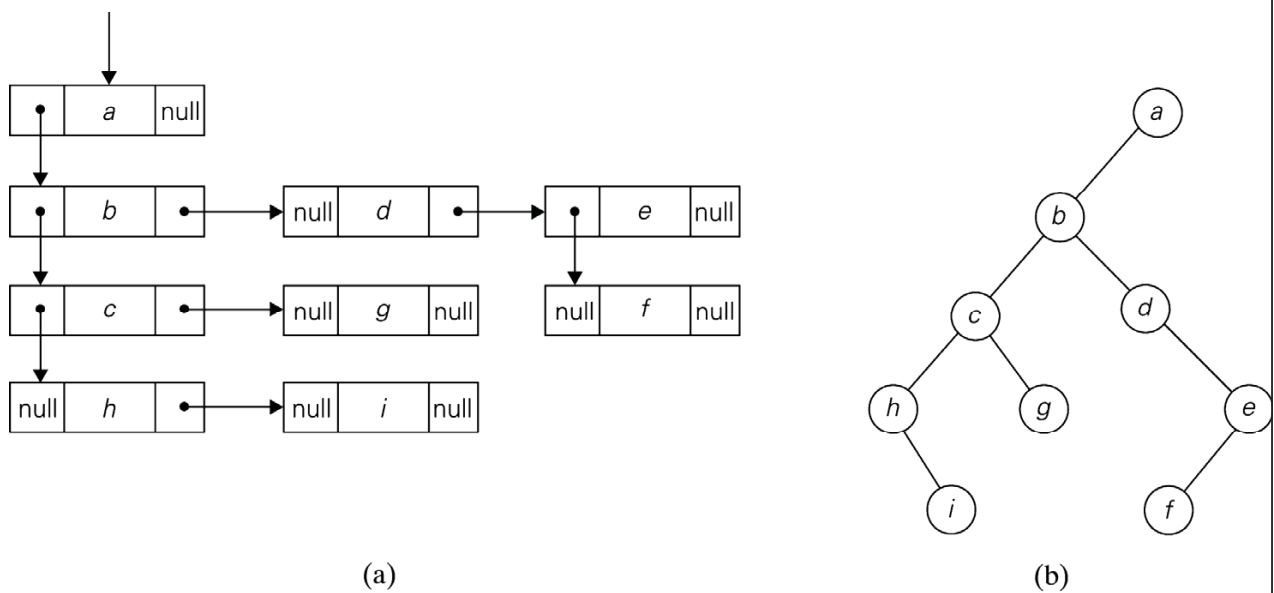 a null
a
b null d e null
b
c null g null null f null
c d
null h null i null
h g e
i f
(a) (b)